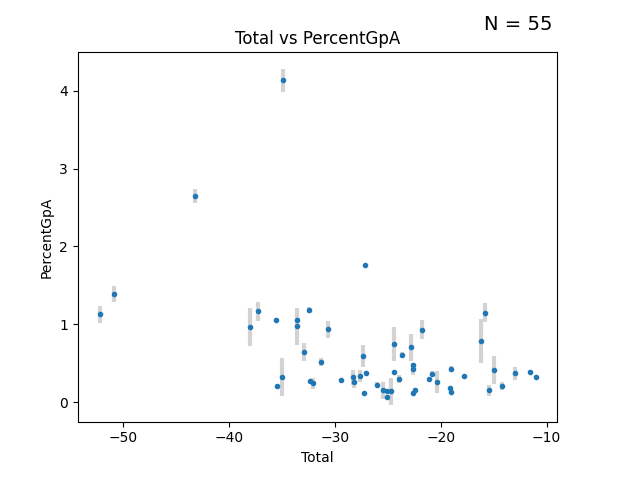 N = 55
Total vs PercentGpA
PercentGpA
4
3
2
1
0
−50 −40 −30 −20 −10
Total